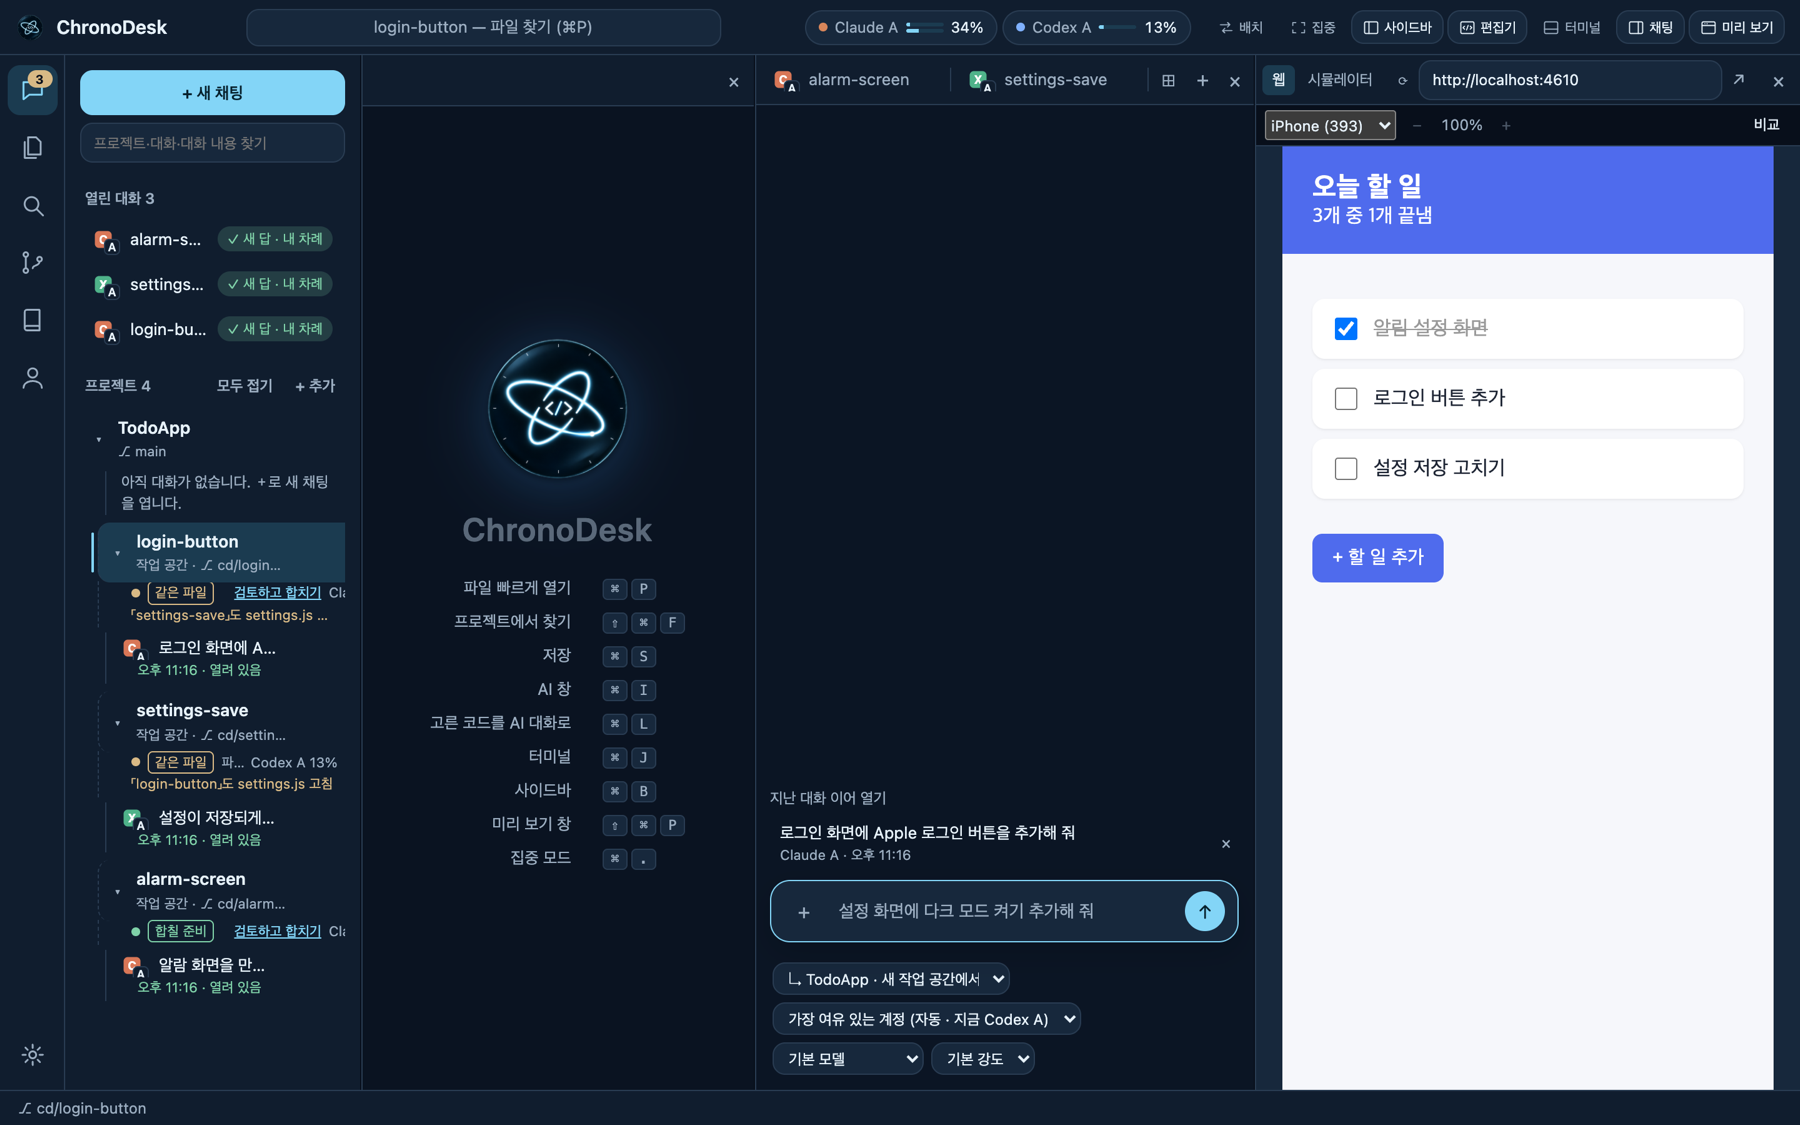 ChronoDesk
login-button — 파일 찾기 (⌘P)
Claude A 34%
Codex A 13%
배치
집중
사이드바
편집기
터미널
채팅
미리 보기
3
+ 새 채팅
프로젝트·대화·대화 내용 찾기
열린 대화 3
alarm-s... ✓ 새 답 · 내 차례
settings... ✓ 새 답 · 내 차례
login-bu... ✓ 새 답 · 내 차례
프로젝트 4 모두 접기 + 추가
TodoApp
main
아직 대화가 없습니다. +로 새 채팅
을 엽니다.
login-button
작업 공간 · cd/login...
같은 파일 검토하고 합치기
「settings-save」도 settings.js ...
로그인 화면에 A...
오후 11:16 · 열려 있음
settings-save
작업 공간 · cd/settin...
같은 파일 파... Codex A 13%
「login-button」도 settings.js 고침
설정이 저장되게...
오후 11:16 · 열려 있음
alarm-screen
작업 공간 · cd/alarm...
합칠 준비 검토하고 합치기
알람 화면을 만...
오후 11:16 · 열려 있음
cd/login-button
</>
ChronoDesk
파일 빠르게 열기 ⌘ P
프로젝트에서 찾기 ⇧ ⌘ F
저장 ⌘ S
AI 창 ⌘ I
고른 코드를 AI 대화로 ⌘ L
터미널 ⌘ J
사이드바 ⌘ B
미리 보기 창 ⇧ ⌘ P
집중 모드 ⌘ .
alarm-screen
settings-save
지난 대화 이어 열기
로그인 화면에 Apple 로그인 버튼을 추가해 줘
Claude A · 오후 11:16
설정 화면에 다크 모드 켜기 추가해 줘
TodoApp · 새 작업 공간에서
가장 여유 있는 계정 (자동 · 지금 Codex A)
기본 모델
기본 강도
웹
시뮬레이터
http://localhost:4610
iPhone (393)
− 100% +
비교
오늘 할 일
3개 중 1개 끝냄
알림 설정 화면
로그인 버튼 추가
설정 저장 고치기
+ 할 일 추가